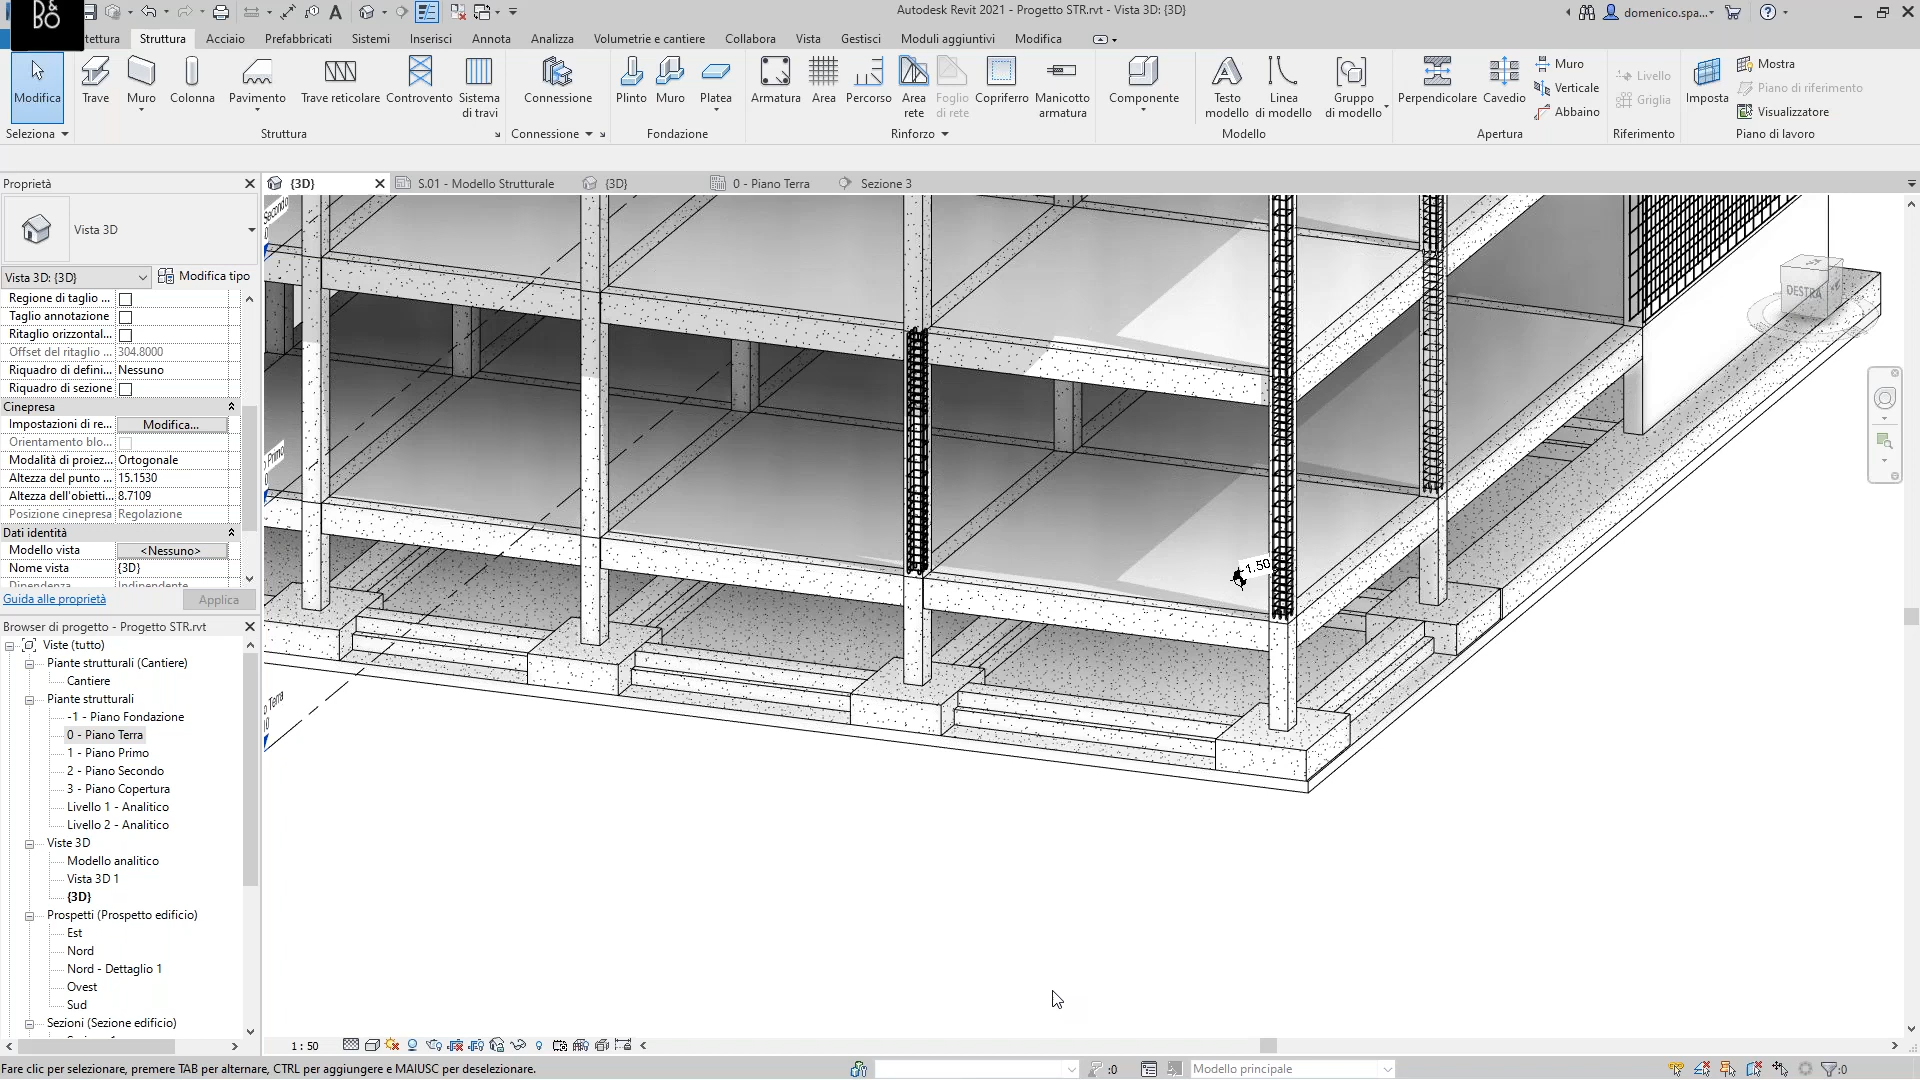 B&O
Autodesk Revit 2021 - Progetto STR.rvt - Vista 3D: {3D}
domenico.spa...
tettura
Struttura
Acciaio
Prefabbricati
Sistemi
Inserisci
Annota
Analizza
Volumetrie e cantiere
Collabora
Vista
Gestisci
Moduli aggiuntivi
Modifica
Modifica
Trave
Muro
Colonna
Pavimento
Trave reticolare
Controvento
Sistema
di travi
Connessione
Plinto
Muro
Platea
Armatura
Area
Percorso
Area
rete
Foglio
di rete
Copriferro
Manicotto
armatura
Componente
Testo
modello
Linea
di modello
Gruppo
di modello
Perpendicolare
Cavedio
Muro
Verticale
Abbaino
Livello
Griglia
Imposta
Mostra
Piano di riferimento
Visualizzatore
Seleziona
Struttura
Connessione
Fondazione
Rinforzo
Modello
Apertura
Riferimento
Piano di lavoro
Proprietà
{3D}
S.01 - Modello Strutturale
{3D}
0 - Piano Terra
Sezione 3
Vista 3D
Vista 3D: {3D}
Modifica tipo
Regione di taglio ...
Taglio annotazione
Ritaglio orizzontal...
Offset del ritaglio ... 304.8000
Riquadro di defini... Nessuno
Riquadro di sezione
Cinepresa
Impostazioni di re... Modifica...
Orientamento blo...
Modalità di proiez... Ortogonale
Altezza del punto ... 15.1530
Altezza dell'obietti... 8.7109
Posizione cinepresa Regolazione
Dati identità
Modello vista <Nessuno>
Nome vista {3D}
Dipendenza Indipendente
Guida alle proprietà
Applica
Browser di progetto - Progetto STR.rvt
Viste (tutto)
Piante strutturali (Cantiere)
Cantiere
Piante strutturali
-1 - Piano Fondazione
0 - Piano Terra
1 - Piano Primo
2 - Piano Secondo
3 - Piano Copertura
Livello 1 - Analitico
Livello 2 - Analitico
Viste 3D
Modello analitico
Vista 3D 1
{3D}
Prospetti (Prospetto edificio)
Est
Nord
Nord - Dettaglio 1
Ovest
Sud
Sezioni (Sezione edificio)
Secondo
Primo
Terra
1.50
DESTRA
1 : 50
Fare clic per selezionare, premere TAB per alternare, CTRL per aggiungere e MAIUSC per deselezionare.
:0
Modello principale
:0